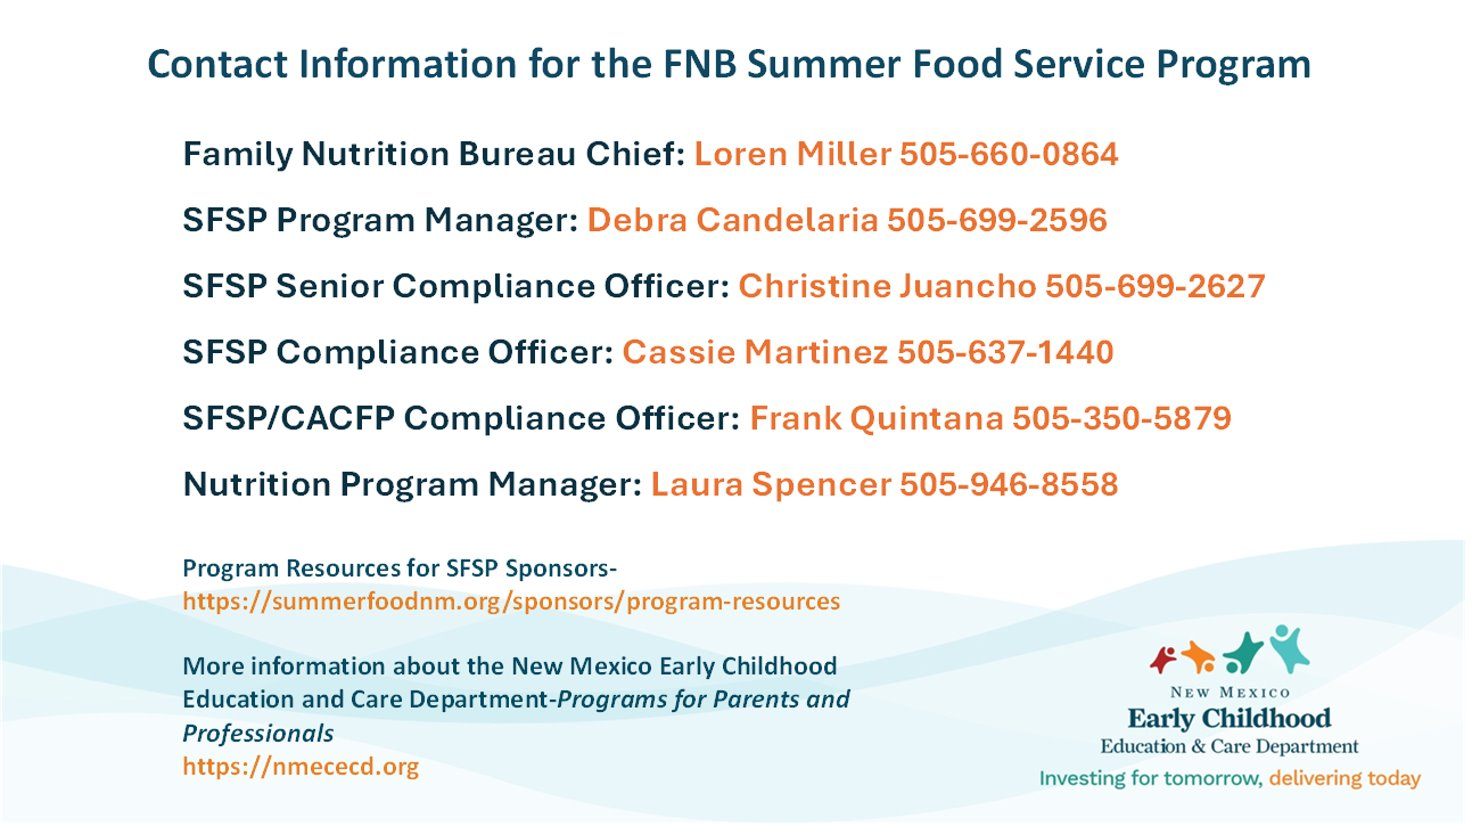 Contact Information for the FNB Summer Food Service Program
Family Nutrition Bureau Chief: Loren Miller 505-660-0864
SFSP Program Manager: Debra Candelaria 505-699-2596
SFSP Senior Compliance Officer: Christine Juancho 505-699-2627
SFSP Compliance Officer: Cassie Martinez 505-637-1440
SFSP/CACFP Compliance Officer: Frank Quintana 505-350-5879
Nutrition Program Manager: Laura Spencer 505-946-8558
Program Resources for SFSP Sponsors-
https://summerfoodnm.org/sponsors/program-resources
More information about the New Mexico Early Childhood
Education and Care Department-Programs for Parents and
Professionals
https://nmececd.org
New Mexico
Early Childhood
Education & Care Department
Investing for tomorrow, delivering today